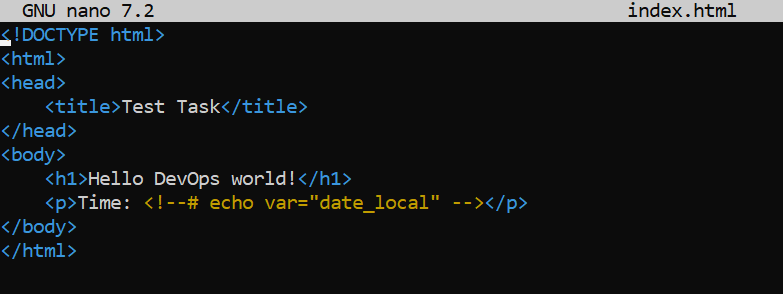 GNU nano 7.2 index.html
<!DOCTYPE html>
<html>
<head>
    <title>Test Task</title>
</head>
<body>
    <h1>Hello DevOps world!</h1>
    <p>Time: <!--# echo var="date_local" --></p>
</body>
</html>